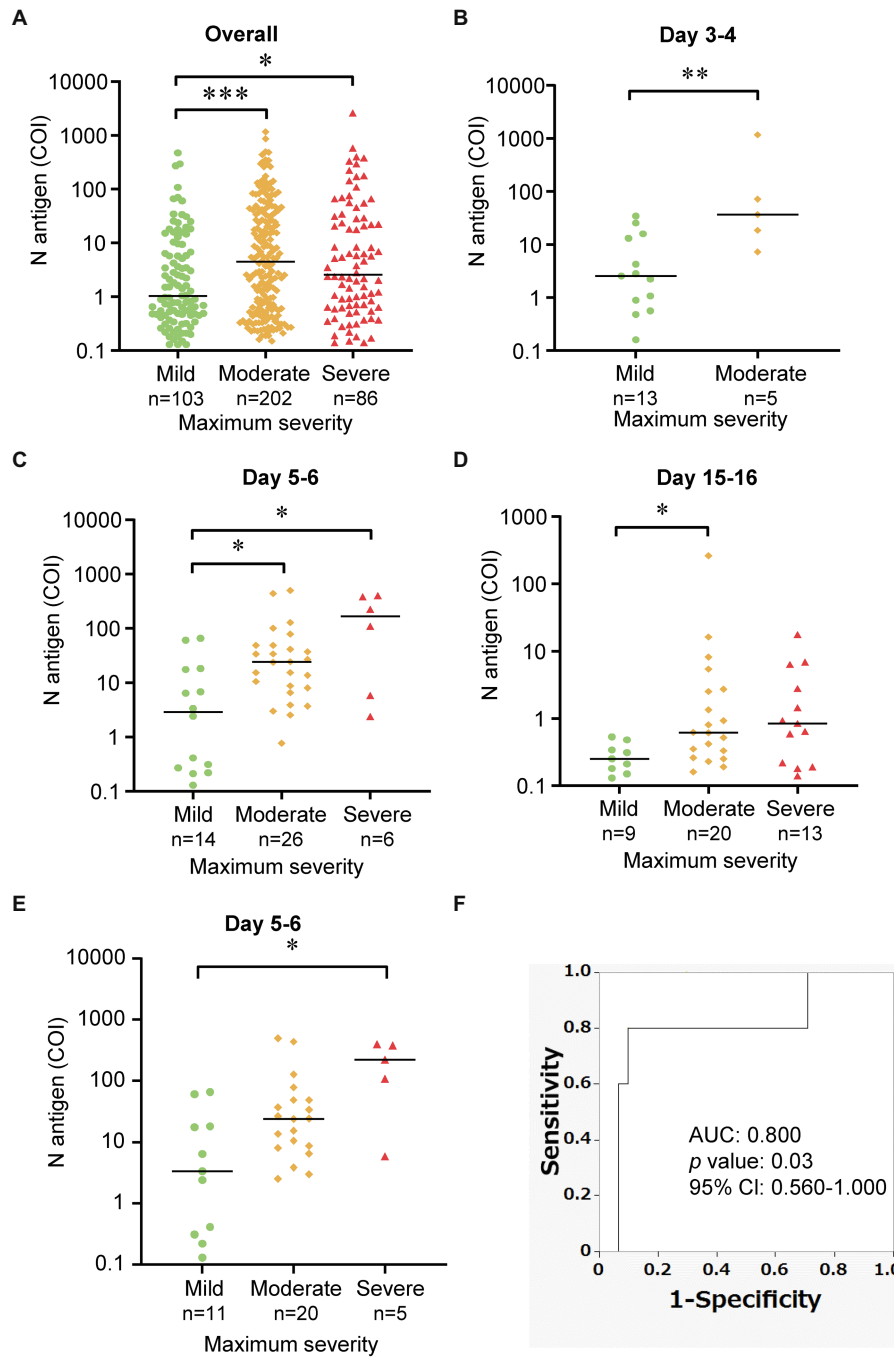 A
Overall
N antigen (COI)
10000
1000
100
10
1
0.1
*
***
Mild Moderate Severe
n=103 n=202 n=86
Maximum severity
B
Day 3-4
N antigen (COI)
10000
1000
100
10
1
0.1
**
Mild Moderate
n=13 n=5
Maximum severity
C
Day 5-6
N antigen (COI)
10000
1000
100
10
1
0.1
*
*
Mild Moderate Severe
n=14 n=26 n=6
Maximum severity
D
Day 15-16
N antigen (COI)
1000
100
10
1
0.1
*
Mild Moderate Severe
n=9 n=20 n=13
Maximum severity
E
Day 5-6
N antigen (COI)
10000
1000
100
10
1
0.1
*
Mild Moderate Severe
n=11 n=20 n=5
Maximum severity
F
Sensitivity
1.0
0.8
0.6
0.4
0.2
0
AUC: 0.800
p value: 0.03
95% CI: 0.560-1.000
0 0.2 0.4 0.6 0.8 1.0
1-Specificity